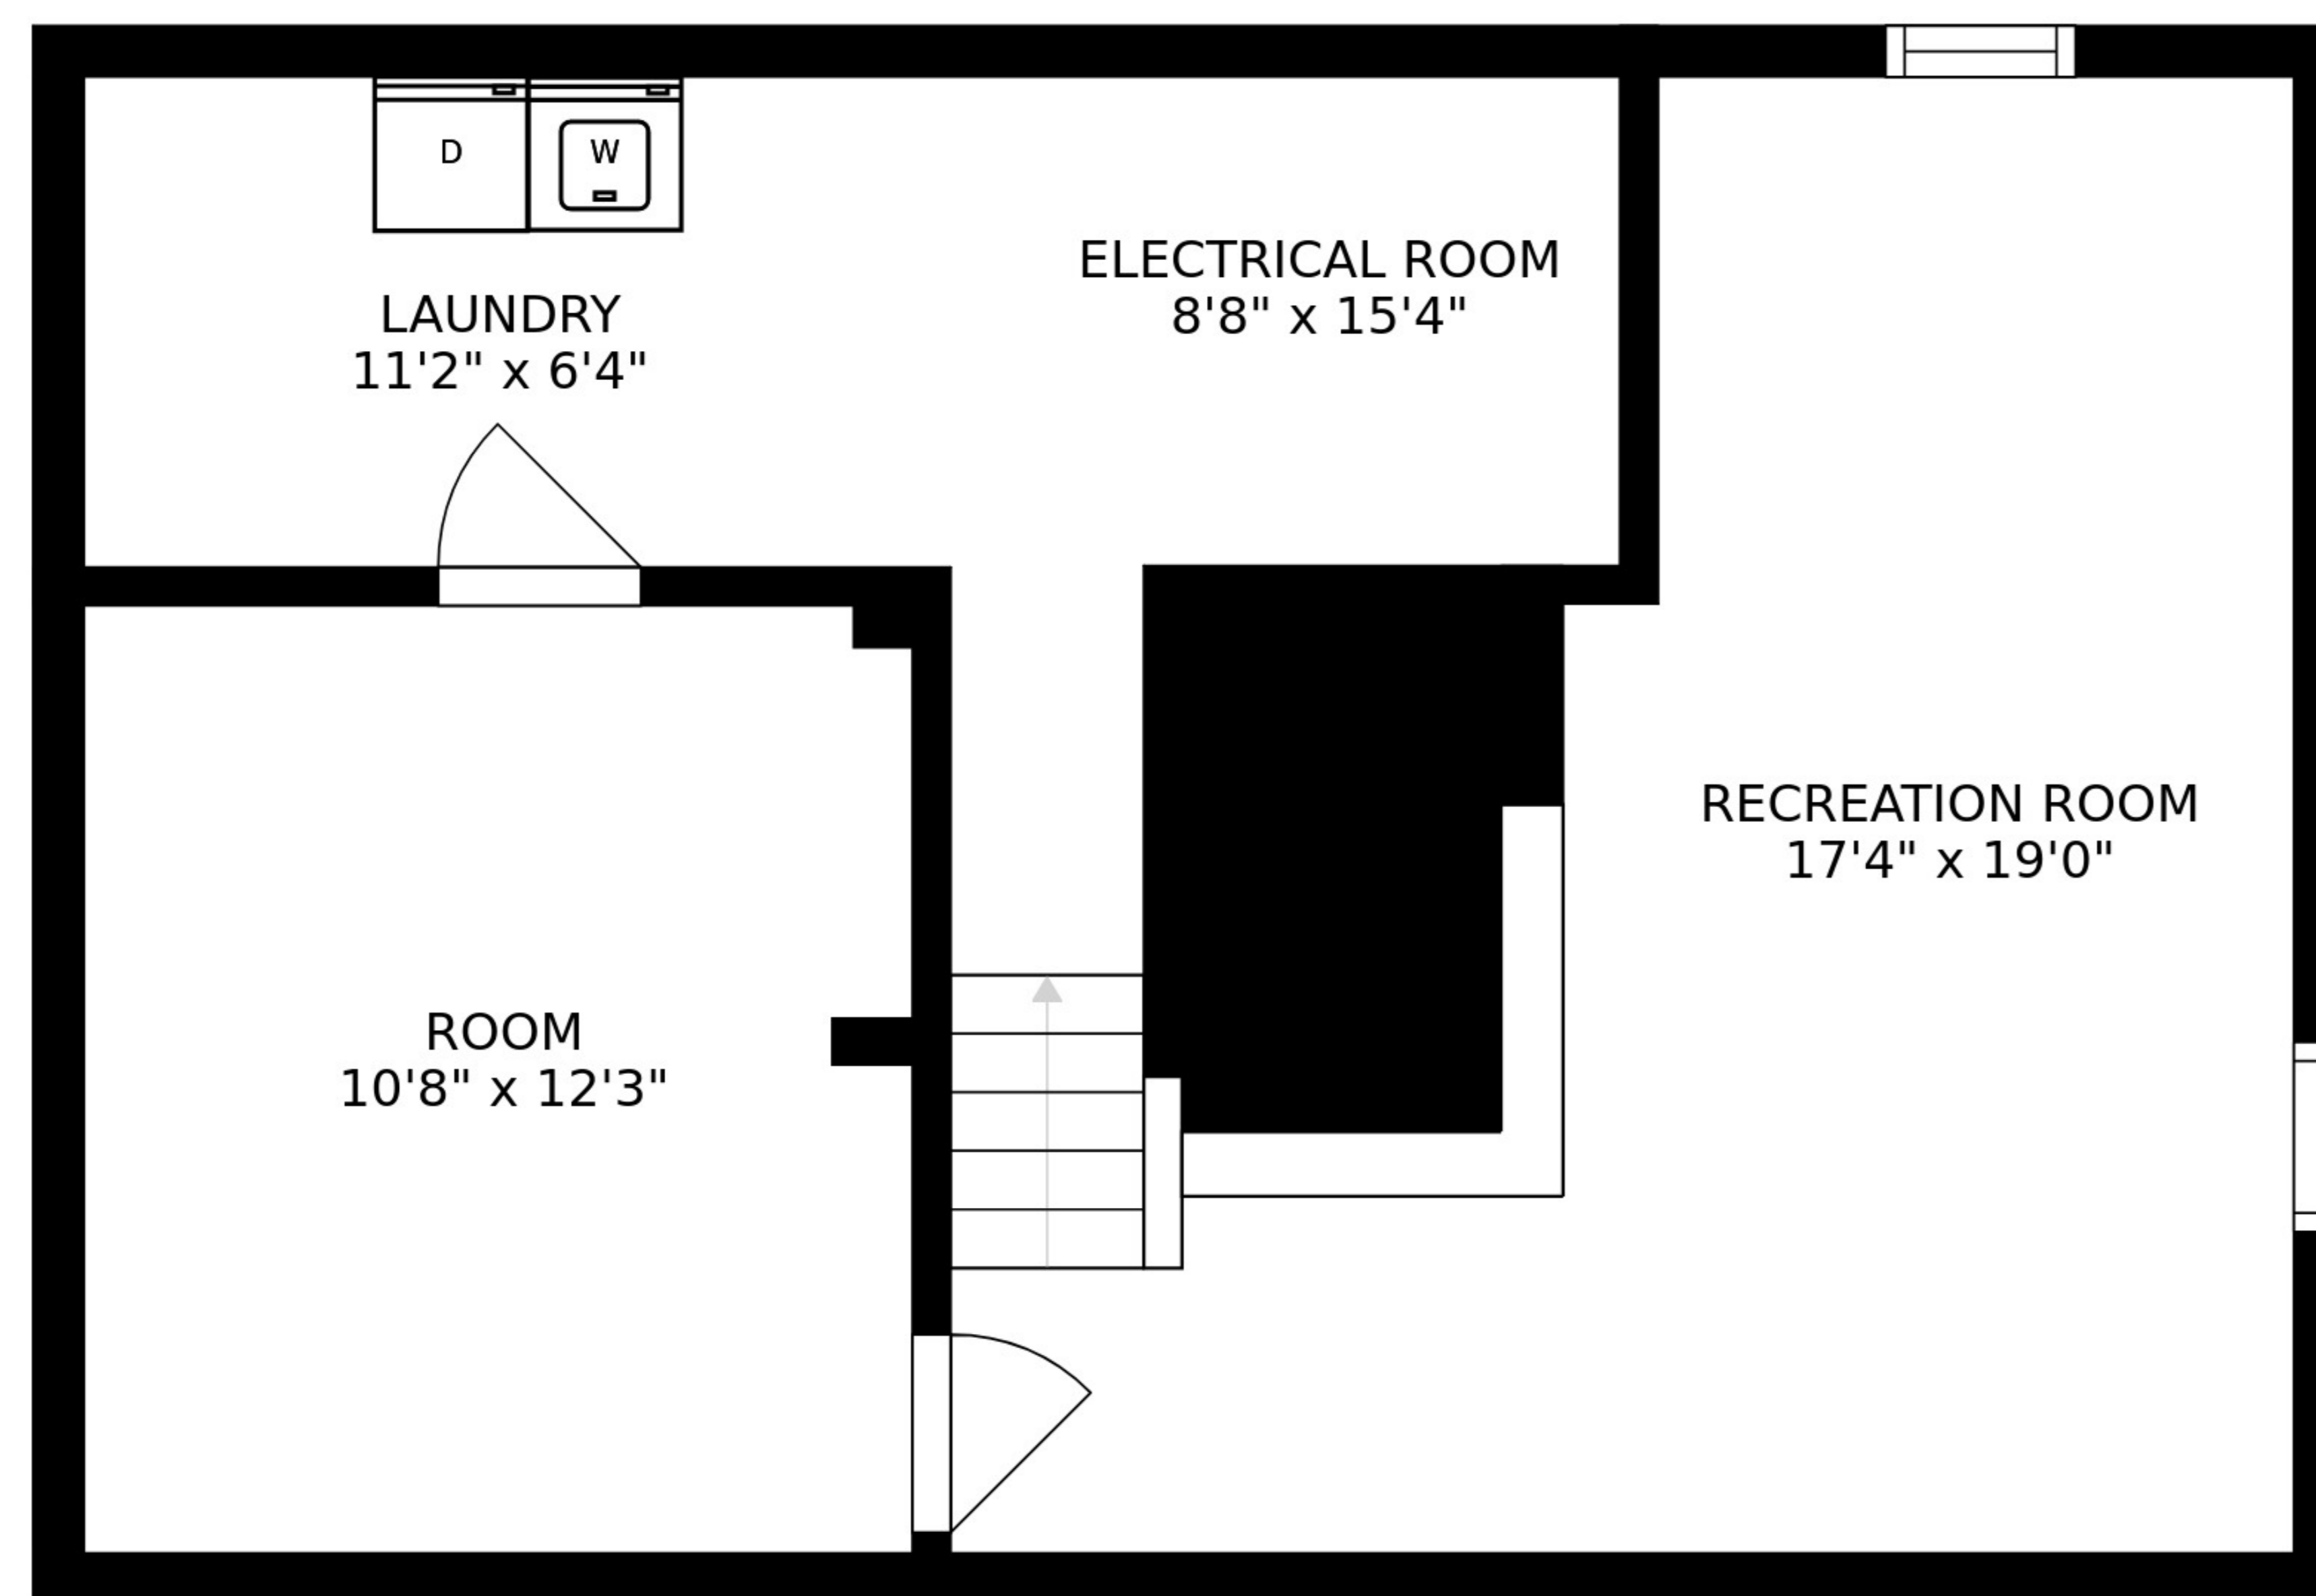 D
W
ELECTRICAL ROOM
8'8" x 15'4"
LAUNDRY
11'2" x 6'4"
RECREATION ROOM
17'4" x 19'0"
ROOM
10'8" x 12'3"